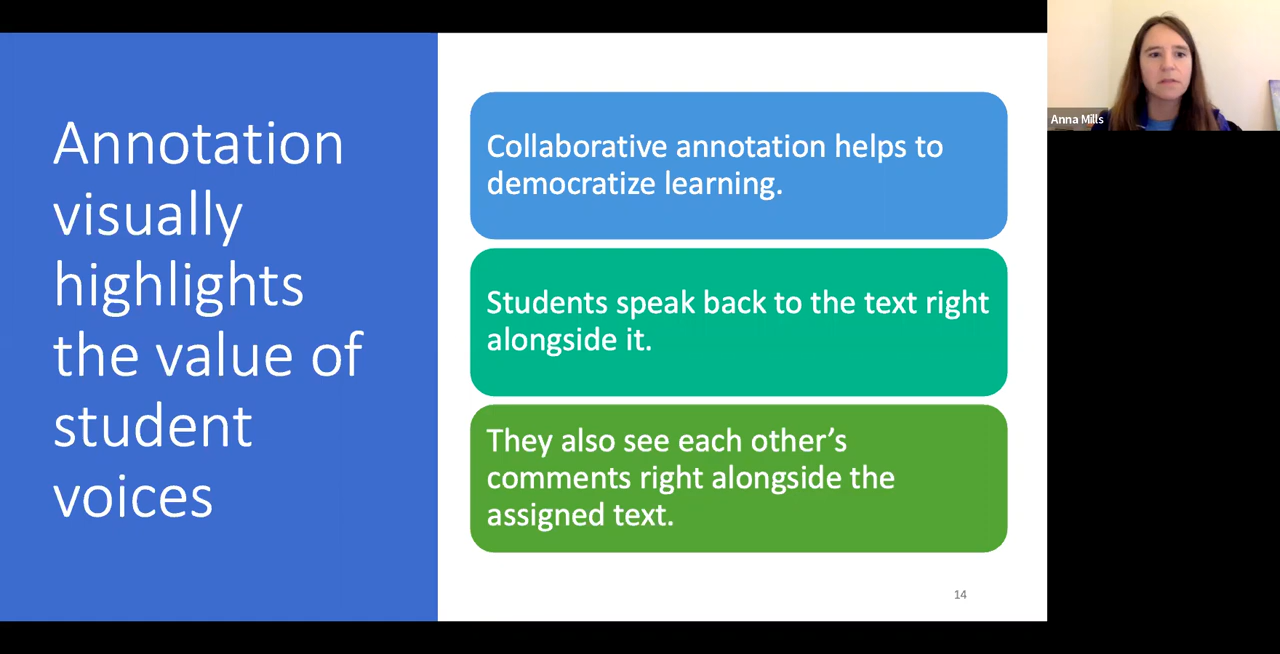 Annotation
visually
highlights
the value of
student
voices
Collaborative annotation helps to
democratize learning.
Students speak back to the text right
alongside it.
They also see each other’s
comments right alongside the
assigned text.
14
Anna Mills